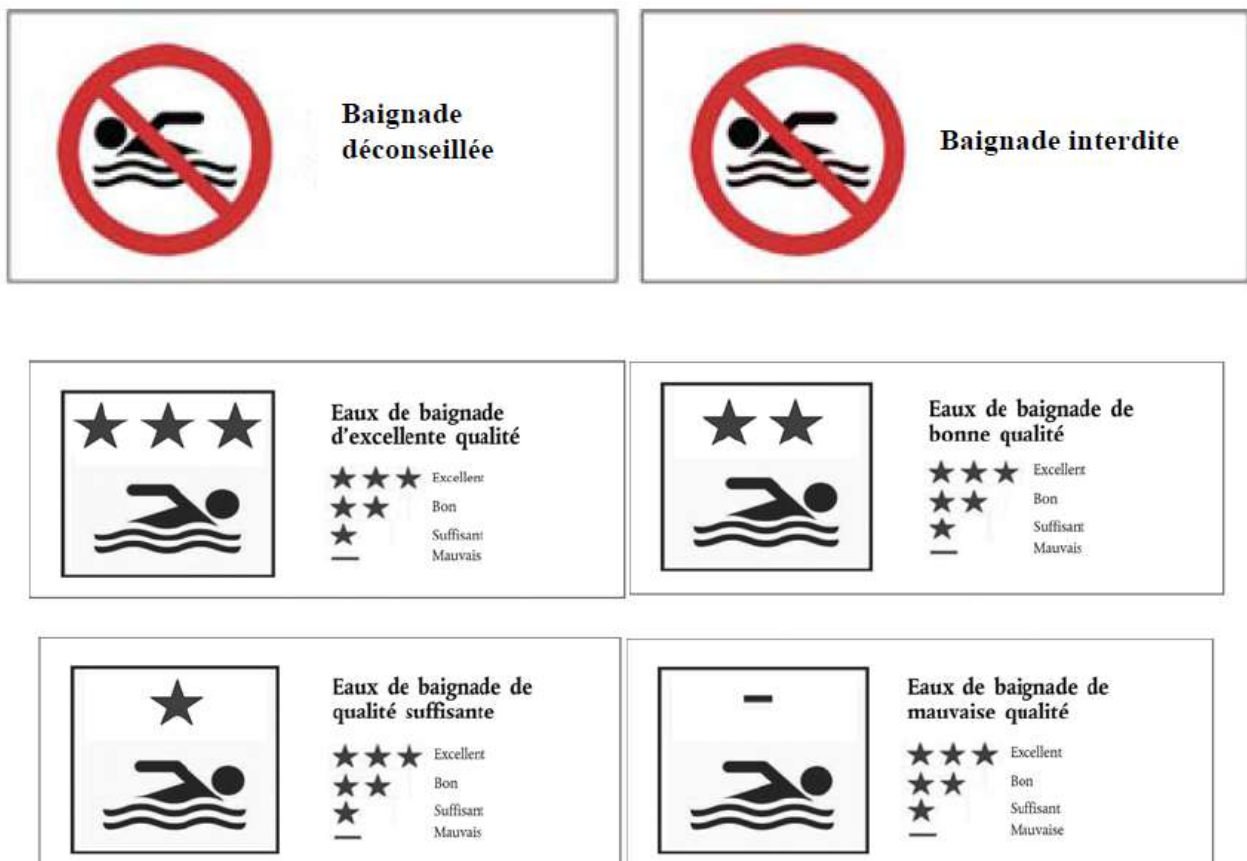 Baignade
déconseillée
Baignade interdite
Eaux de baignade
d'excellente qualité
Excellent
Bon
Suffisant
Mauvais
Eaux de baignade de
bonne qualité
Excellent
Bon
Suffisant
Mauvais
Eaux de baignade de
qualité suffisante
Excellent
Bon
Suffisant
Mauvais
Eaux de baignade de
mauvaise qualité
Excellent
Bon
Suffisant
Mauvaise